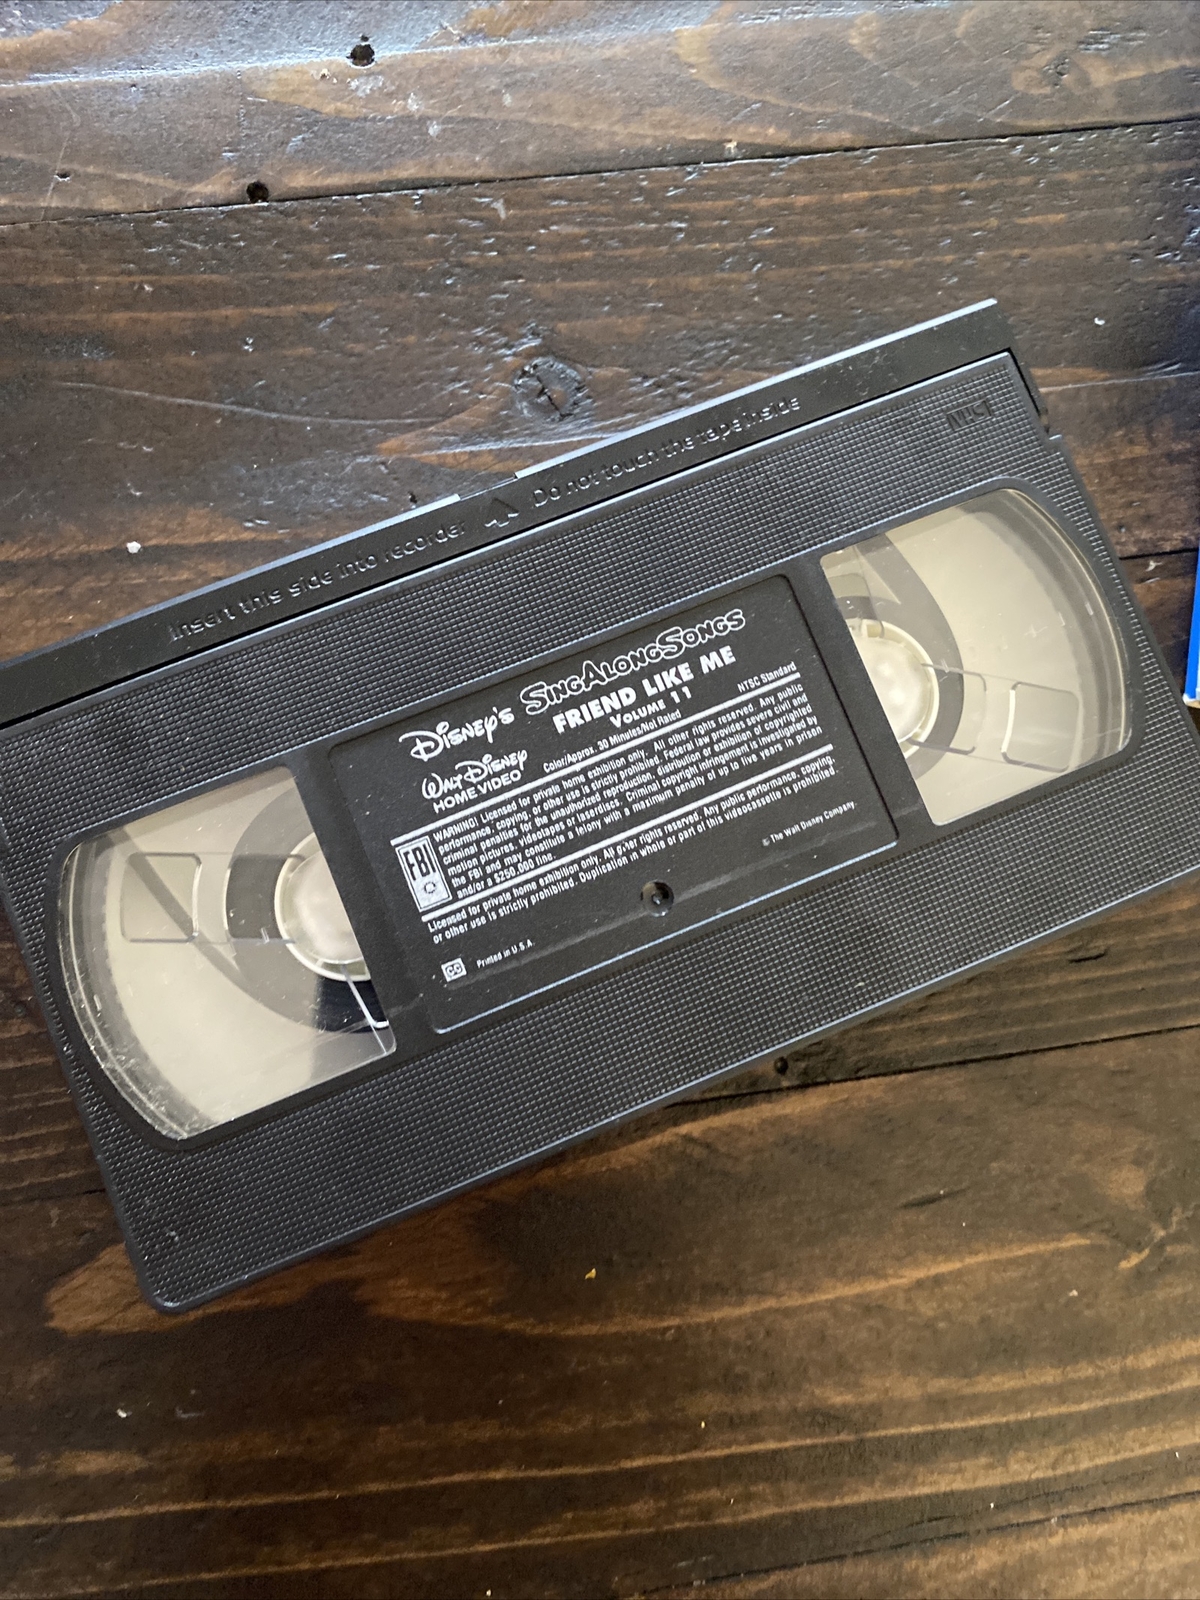 Insert this side into recorder △ Do not touch the tape inside
VHS
DISNEY'S SING ALONG SONGS
FRIEND LIKE ME
VOLUME 11
WALT DISNEY
HOME VIDEO
Color/Approx. 30 Minutes/Not Rated
NTSC Standard
FBI
WARNING! Licensed for private home exhibition only. All other rights reserved. Any public
performance, copying, or other use is strictly prohibited. Federal law provides severe civil and
criminal penalties for the unauthorized reproduction, distribution or exhibition of copyrighted
motion pictures, videotapes or laserdiscs. Criminal copyright infringement is investigated by
the FBI and may constitute a felony with a maximum penalty of up to five years in prison
and/or a $250,000 fine.
Licensed for private home exhibition only. All other rights reserved. Any public performance, copying,
or other use is strictly prohibited. Duplication in whole or part of this videocassette is prohibited.
CC
Printed in U.S.A.
© The Walt Disney Company.